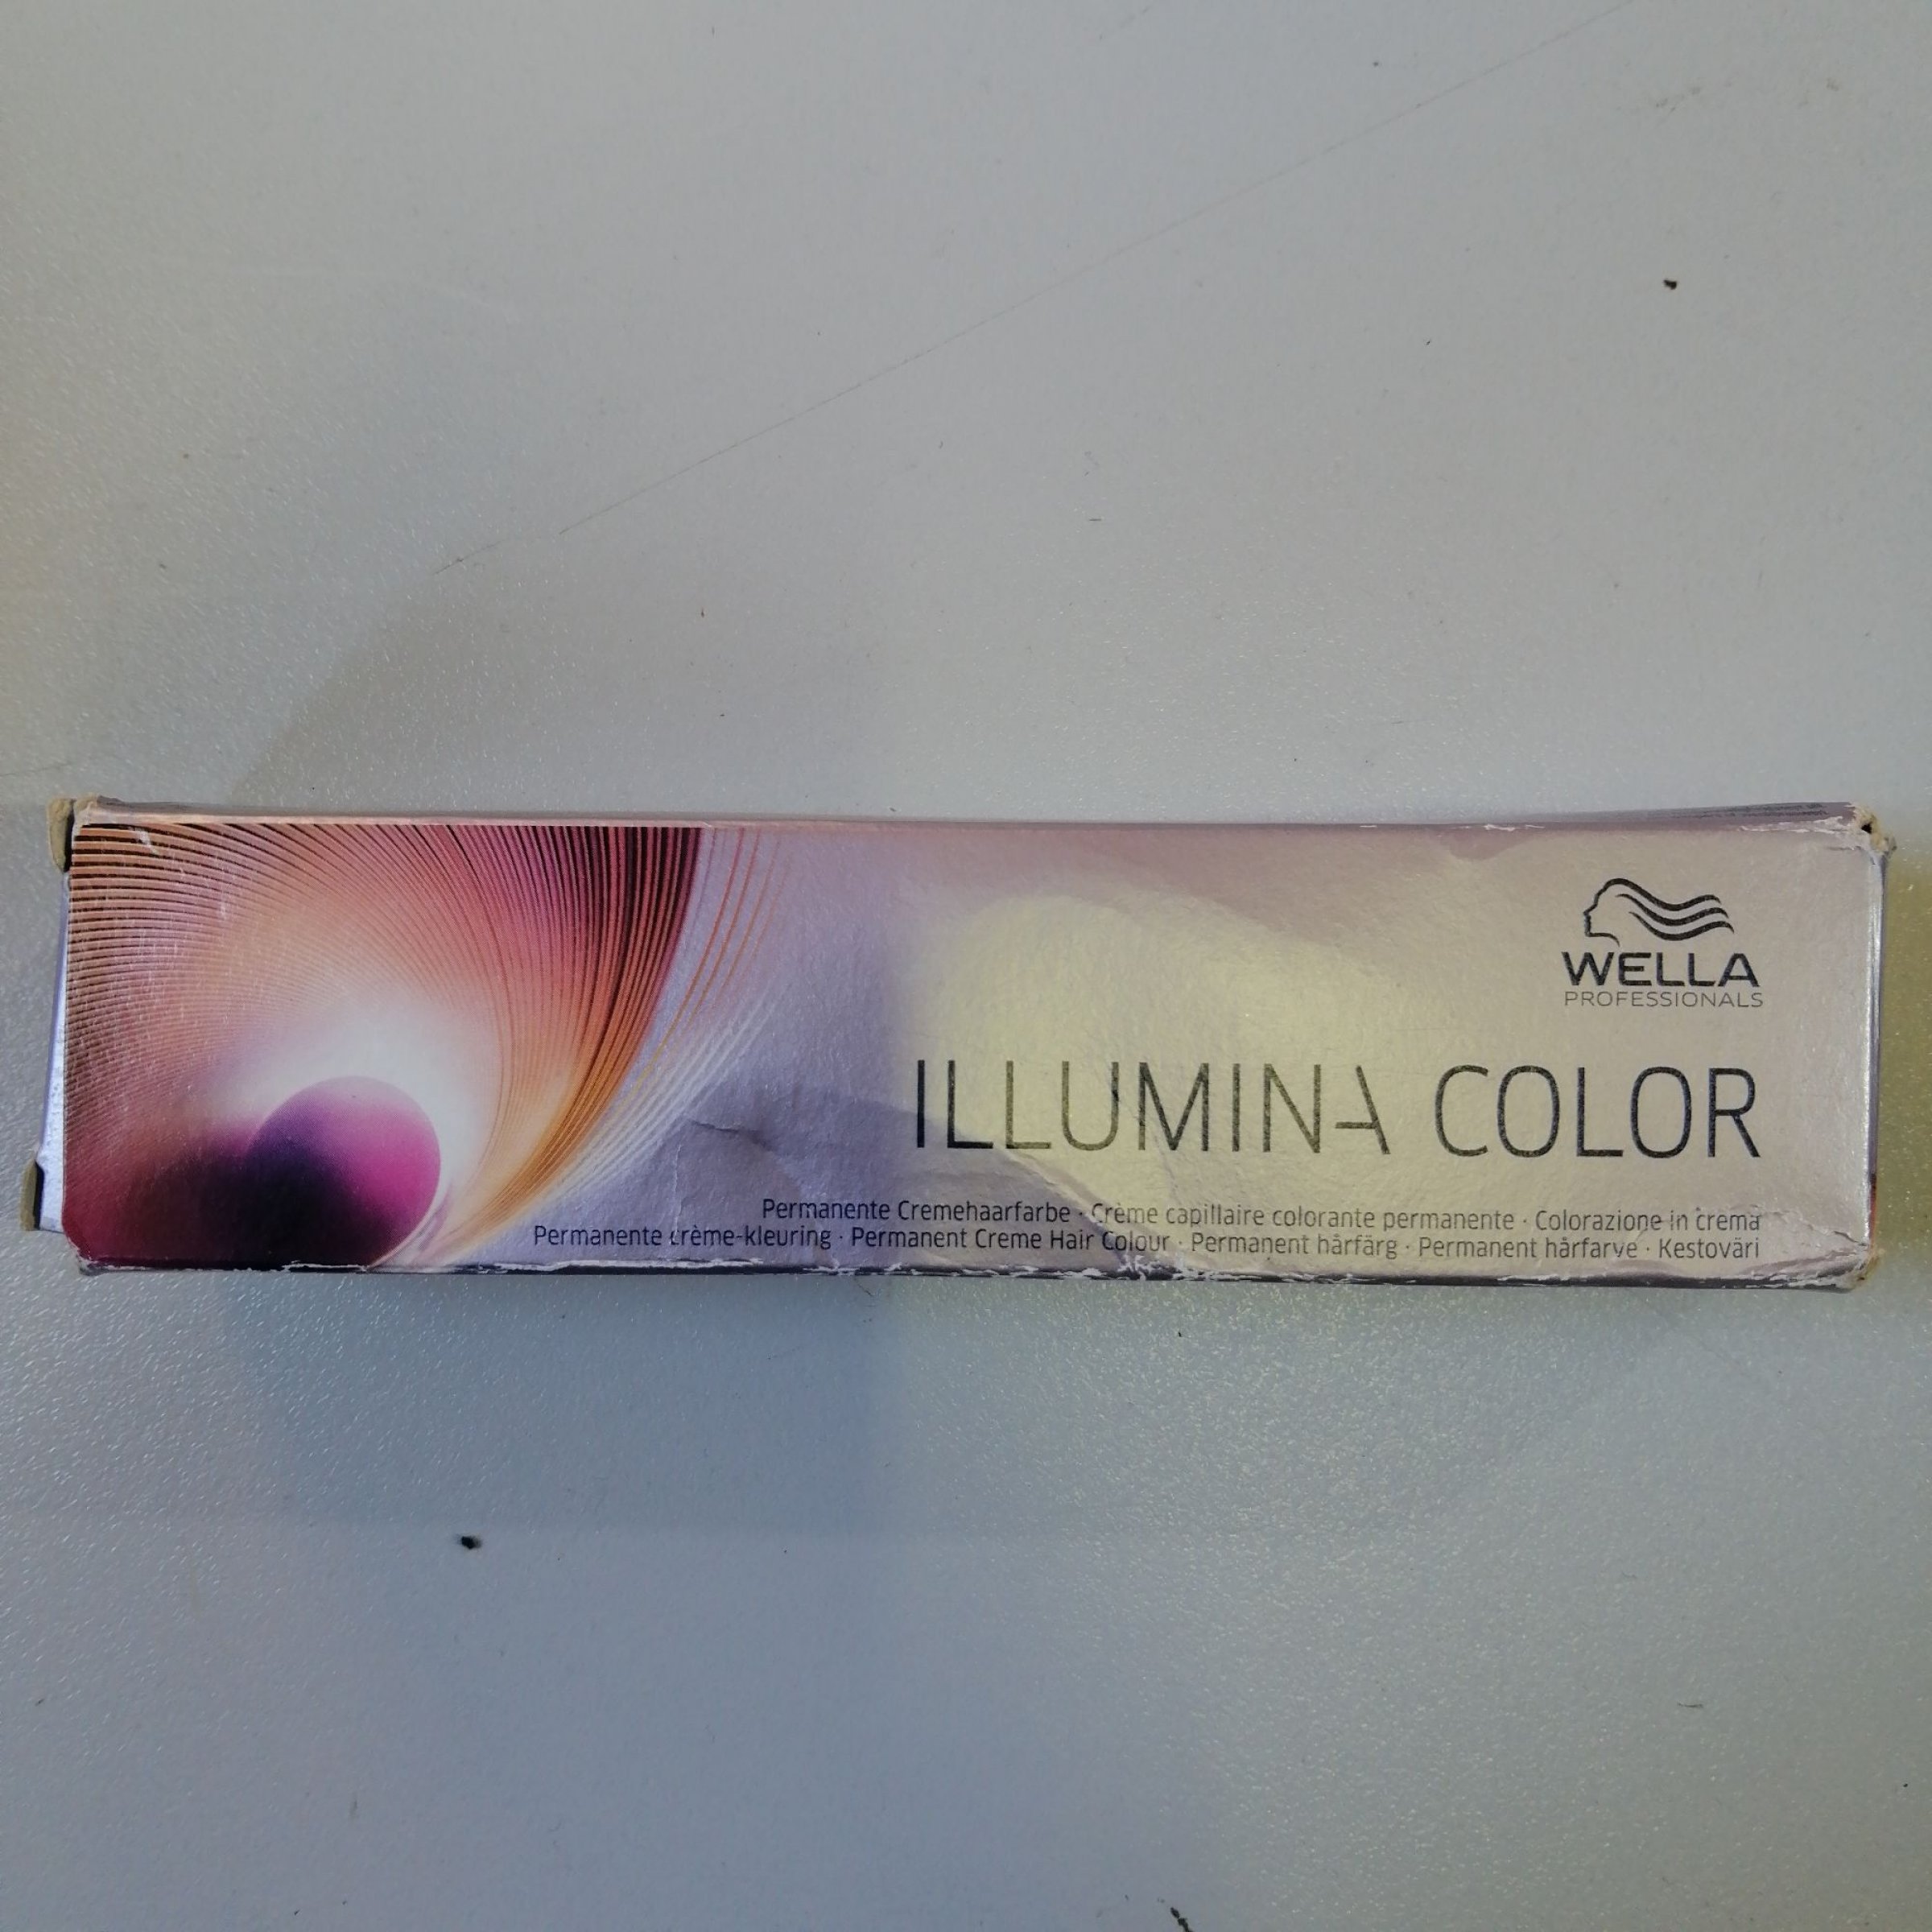 WELLA
PROFESSIONALS
ILLUMINA COLOR
Permanente Cremehaarfarbe · Crème capillaire colorante permanente · Colorazione in crema
Permanente crème-kleuring · Permanent Creme Hair Colour · Permanent hårfärg · Permanent hårfarve · Kestoväri